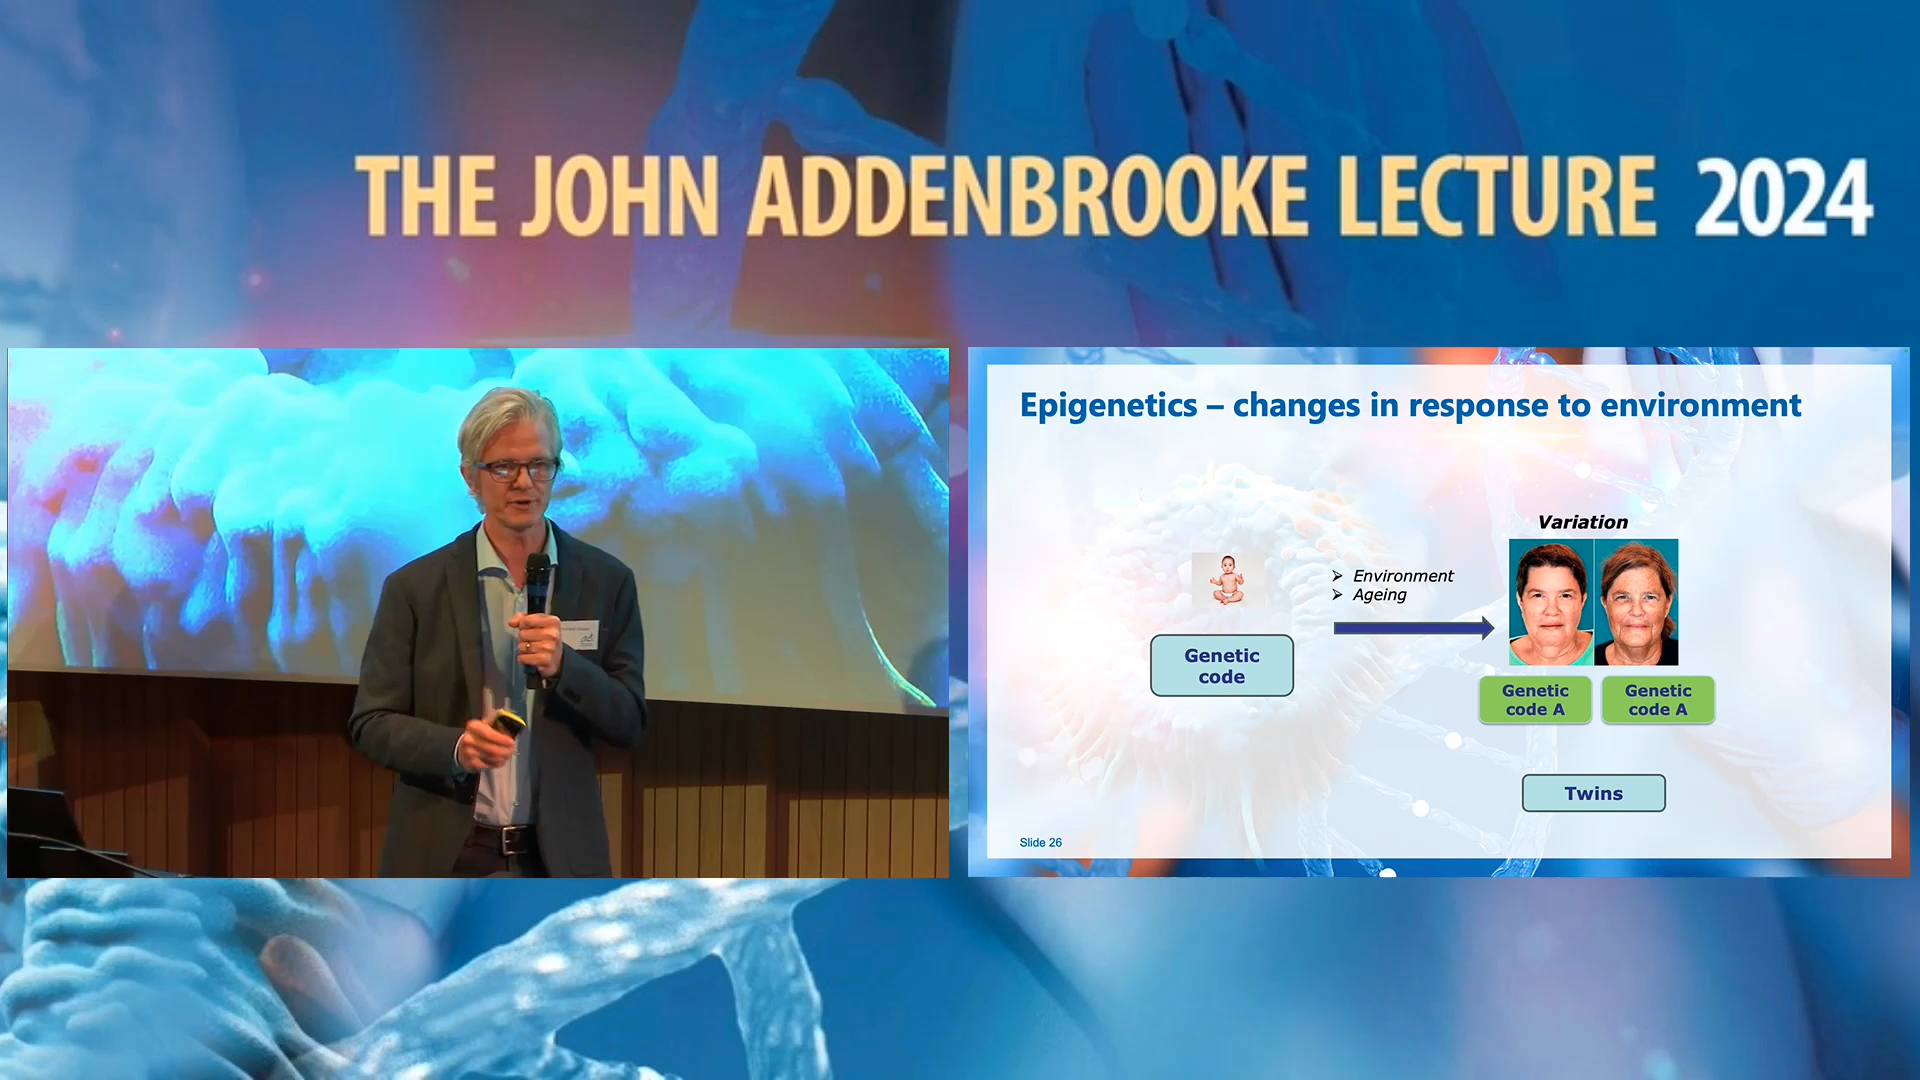 THE JOHN ADDENBROOKE LECTURE 2024
Epigenetics – changes in response to environment
Variation
Environment
Ageing
Genetic
code
Genetic
code A
Genetic
code A
Twins
Slide 26